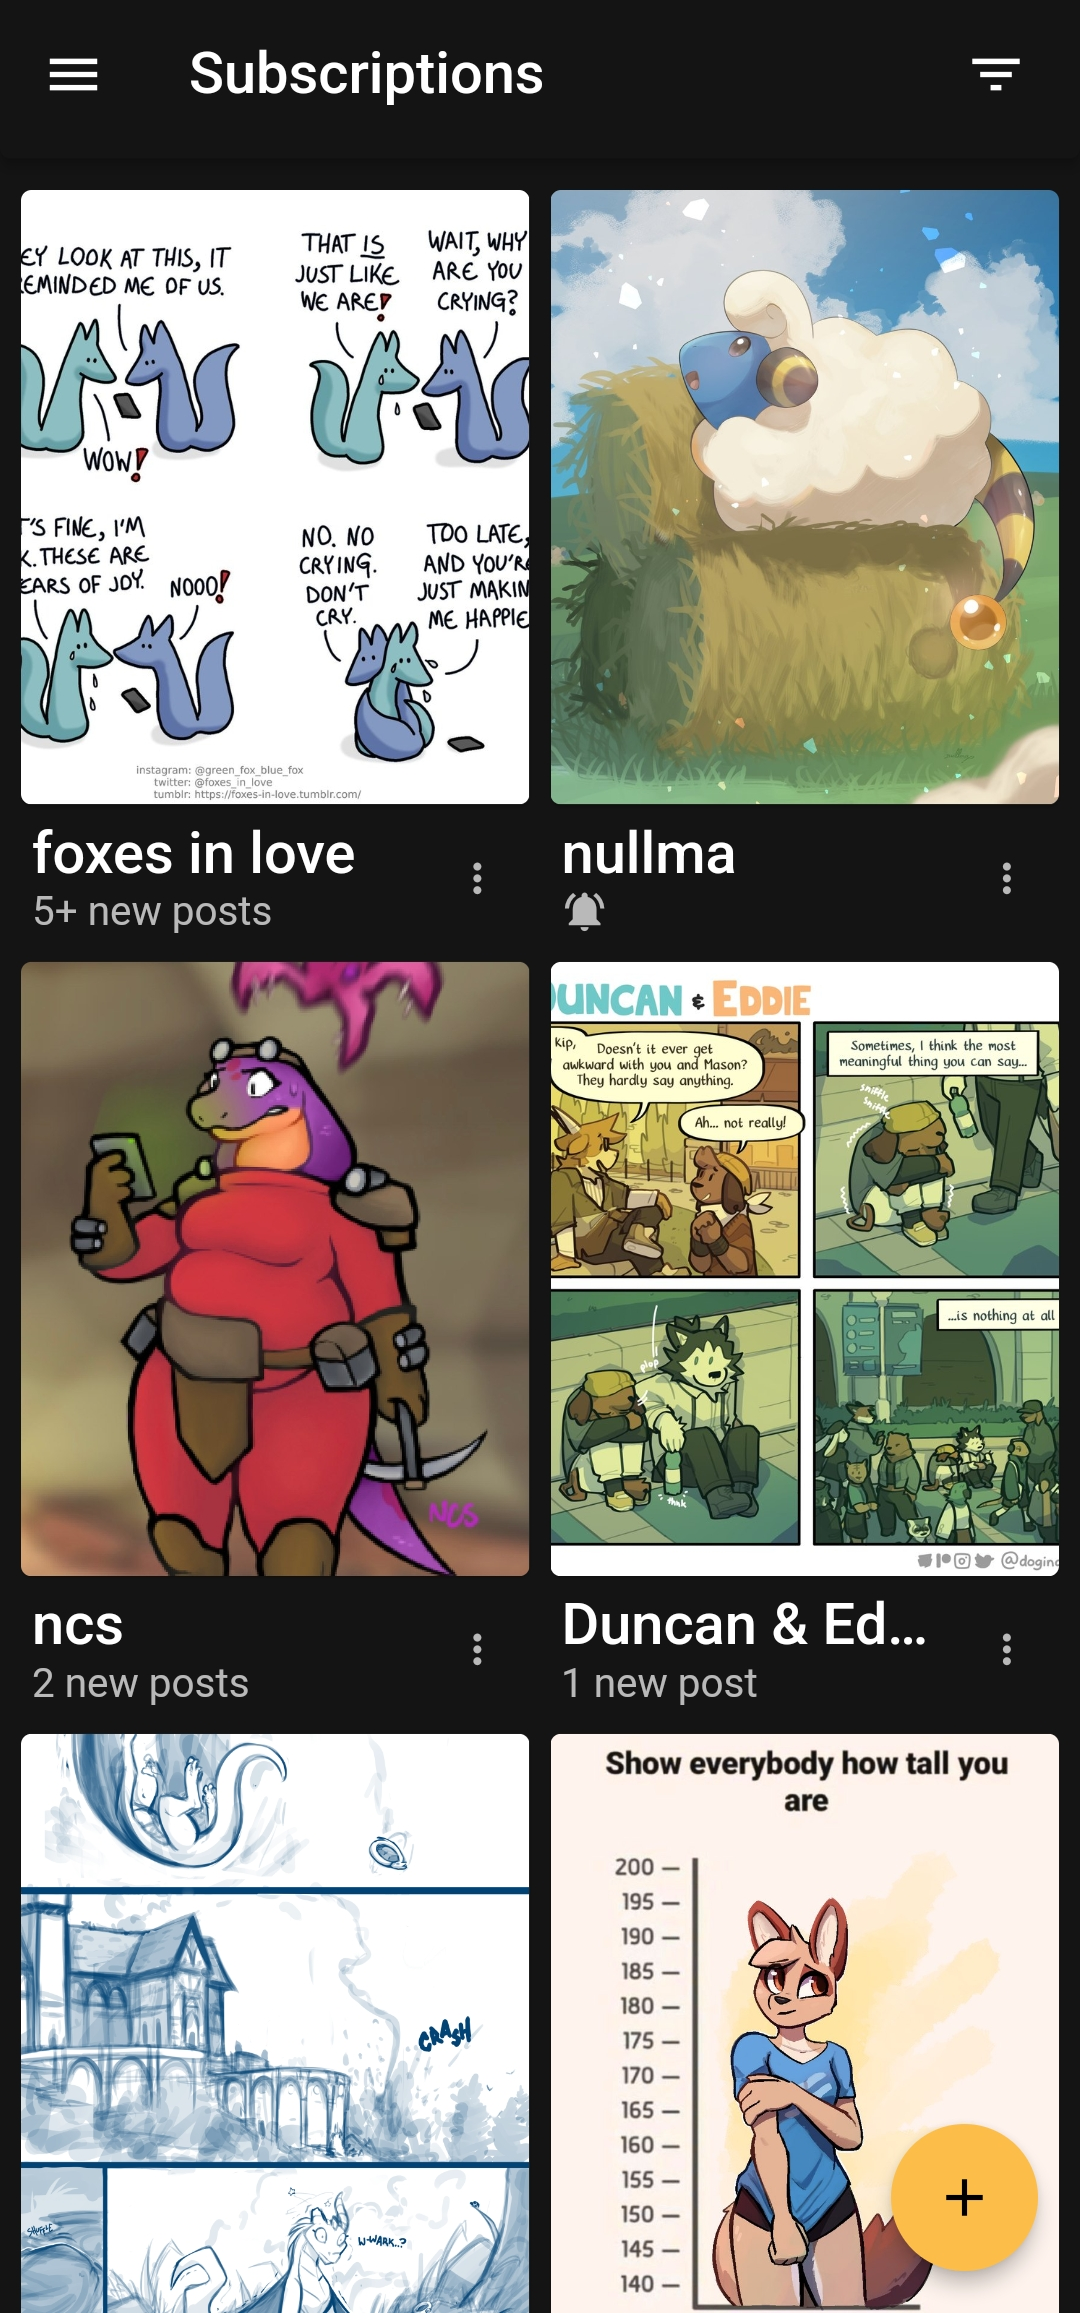 Subscriptions
EY LOOK AT THIS, IT
EMINDED ME OF US.
WOW!
THAT IS
JUST LIKE
WE ARE!
WAIT, WHY
ARE YOU
CRYING?
T'S FINE, I'M
K. THESE ARE
EARS OF JOY.
NOOO!
NO. NO
CRYING.
DON'T
CRY.
TOO LATE,
AND YOU'RE
JUST MAKIN
ME HAPPIE
instagram: @green_fox_blue_fox
twitter: @foxes_in_love
tumblr: https://foxes-in-love.tumblr.com/
foxes in love
5+ new posts
nullma
NCS
ncs
2 new posts
DUNCAN & EDDIE
Kip,
Doesn't it ever get
awkward with you and Mason?
They hardly say anything.
Ah... not really!
Sometimes, I think the most
meaningful thing you can say...
sniffle
sniffle
plop
thnk
...is nothing at all
@dogin
Duncan & Ed...
1 new post
CRASH
SHUFFLE
W-WARK..?
Show everybody how tall you
are
200
195
190
185
180
175
170
165
160
155
150
145
140
+